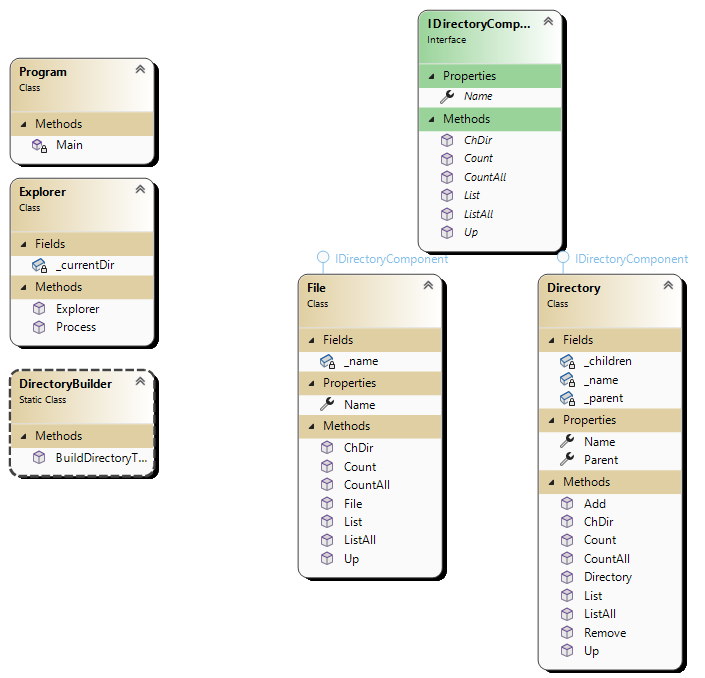 Program
Class
Methods
Main
Explorer
Class
Fields
_currentDir
Methods
Explorer
Process
DirectoryBuilder
Static Class
Methods
BuildDirectoryT...
IDirectoryComp...
Interface
Properties
Name
Methods
ChDir
Count
CountAll
List
ListAll
Up
IDirectoryComponent
File
Class
Fields
_name
Properties
Name
Methods
ChDir
Count
CountAll
File
List
ListAll
Up
IDirectoryComponent
Directory
Class
Fields
_children
_name
_parent
Properties
Name
Parent
Methods
Add
ChDir
Count
CountAll
Directory
List
ListAll
Remove
Up